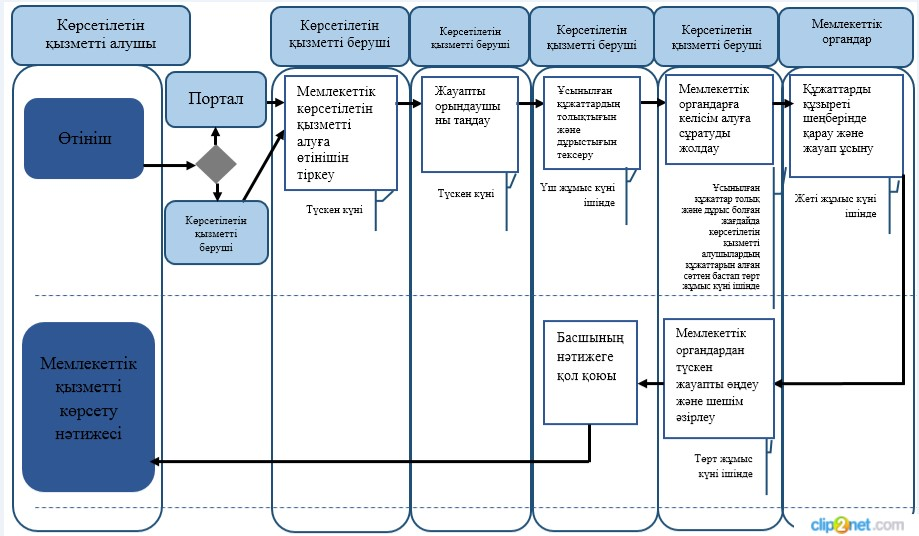 Көрсетілетін
қызметті алушы
Көрсетілетін
қызметті беруші
Көрсетілетін
қызметті беруші
Көрсетілетін
қызметті беруші
Көрсетілетін
қызметті беруші
Мемлекеттік
органдар
Өтініш
Портал
Көрсетілетін
қызметті
беруші
Мемлекеттік
көрсетілетін
қызметті
алуға
өтінішін
тіркеу
Түскен күні
Жауапты
орындаушы
ны таңдау
Түскен күні
Ұсынылған
құжаттардың
толықтығын
және
дұрыстығын
тексеру
Үш жұмыс күні
ішінде
Мемлекеттік
органдарға
келісім алуға
сұратуды
жолдау
Ұсынылған
құжаттар толық
және дұрыс болған
жағдайда
көрсетілетін
қызметті
алушылардың
құжаттарын алған
сәттен бастап төрт
жұмыс күні ішінде
Құжаттарды
құзыреті
шеңберінде
қарау және
жауап ұсыну
Жеті жұмыс күні
ішінде
Мемлекеттік
қызметті
көрсету
нәтижесі
Басшының
нәтижеге
қол қоюы
Мемлекеттік
органдардан
түскен
жауапты өңдеу
және шешім
әзірлеу
Төрт жұмыс
күні ішінде
clip2net.com